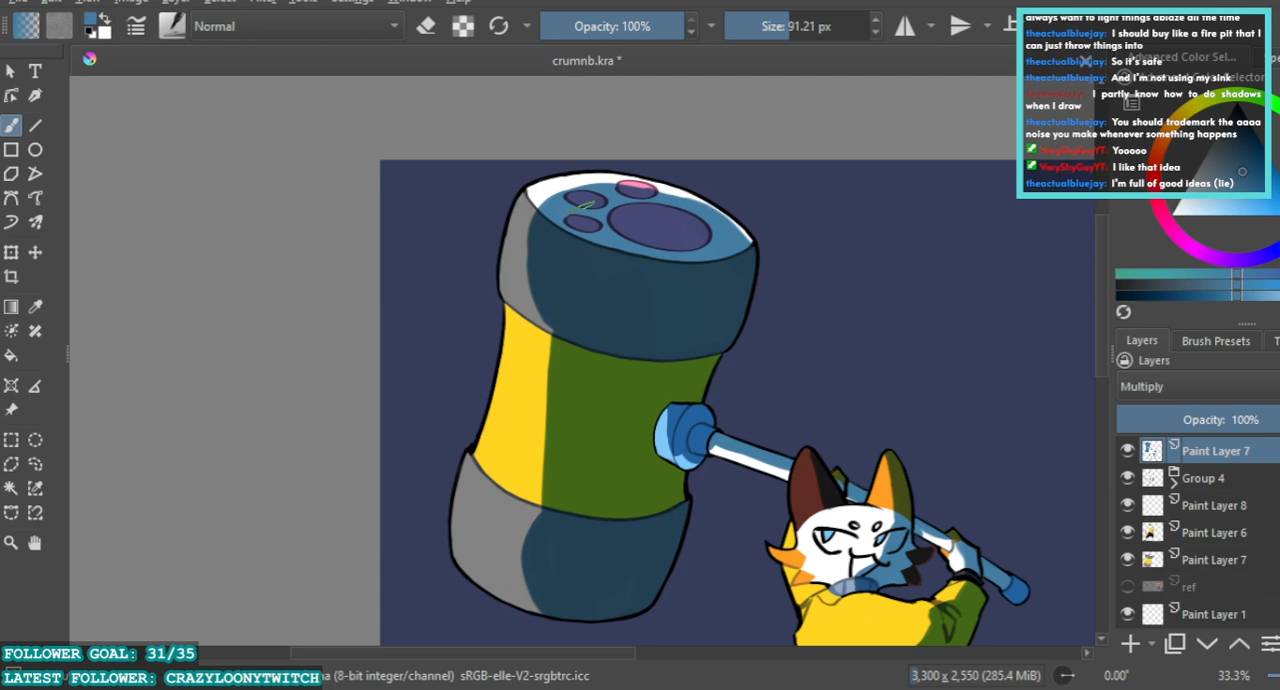 Normal
Opacity: 100%
Size: 91.21 px
crumnb.kra *
always want to light things ablaze all the time
theactualbluejay: I should buy like a fire pit that I
can just throw things into
theactualbluejay: So it's safe
theactualbluejay: And I'm not using my sink
I partly know how to do shadows
when I draw
theactualbluejay: You should trademark the aaaa
noise you make whenever something happens
VeryShyGuyYT: Yooooo
VeryShyGuyYT: I like that idea
theactualbluejay: I'm full of good ideas (lie)
Advanced Color Sel...
Layers
Brush Presets
Layers
Multiply
Opacity: 100%
Paint Layer 7
Group 4
Paint Layer 8
Paint Layer 6
Paint Layer 7
ref
Paint Layer 1
FOLLOWER GOAL: 31/35
LATEST FOLLOWER: CRAZYLOONYTWITCH
(8-bit integer/channel) sRGB-elle-V2-srgbtrc.icc
3,300 x 2,550 (285.4 MiB)
0.00°
33.3%